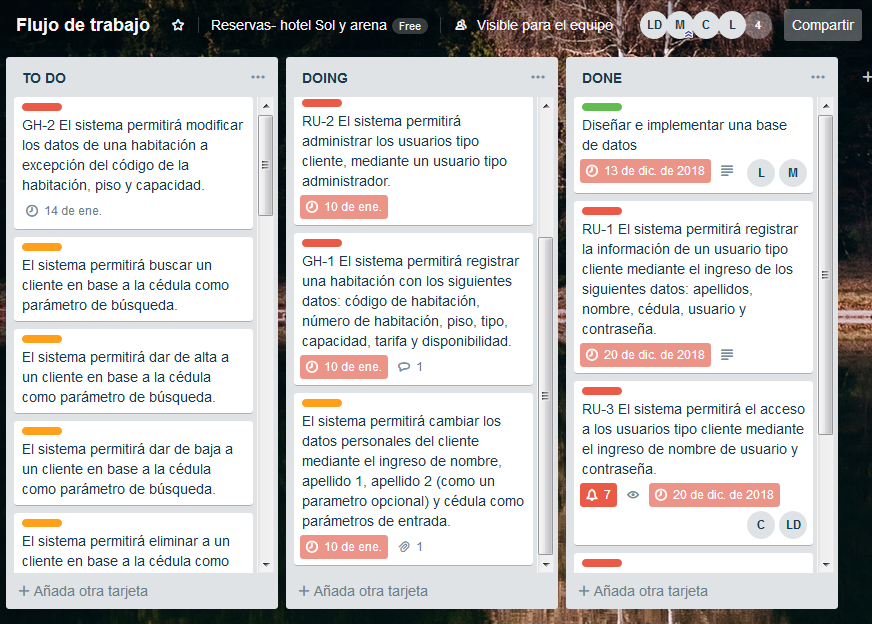 Flujo de trabajo
Reservas- hotel Sol y arena Free
Visible para el equipo
LD M C L 4
Compartir
TO DO
GH-2 El sistema permitirá modificar
los datos de una habitación a
excepción del código de la
habitación, piso y capacidad.
14 de ene.
El sistema permitirá buscar un
cliente en base a la cédula como
parámetro de búsqueda.
El sistema permitirá dar de alta a
un cliente en base a la cédula
como parámetro de búsqueda.
El sistema permitirá dar de baja a
un cliente en base a la cédula
como parámetro de búsqueda.
El sistema permitirá eliminar a un
cliente en base a la cédula como
+ Añada otra tarjeta
DOING
RU-2 El sistema permitirá
administrar los usuarios tipo
cliente, mediante un usuario tipo
administrador.
10 de ene.
GH-1 El sistema permitirá registrar
una habitación con los siguientes
datos: código de habitación,
número de habitación, piso, tipo,
capacidad, tarifa y disponibilidad.
10 de ene. 1
El sistema permitirá cambiar los
datos personales del cliente
mediante el ingreso de nombre,
apellido 1, apellido 2 (como un
parametro opcional) y cédula como
parámetros de entrada.
10 de ene. 1
+ Añada otra tarjeta
DONE
Diseñar e implementar una base
de datos
13 de dic. de 2018
L M
RU-1 El sistema permitirá registrar
la información de un usuario tipo
cliente mediante el ingreso de los
siguientes datos: apellidos,
nombre, cédula, usuario y
contraseña.
20 de dic. de 2018
RU-3 El sistema permitirá el acceso
a los usuarios tipo cliente mediante
el ingreso de nombre de usuario y
contraseña.
7 20 de dic. de 2018
C LD
+ Añada otra tarjeta